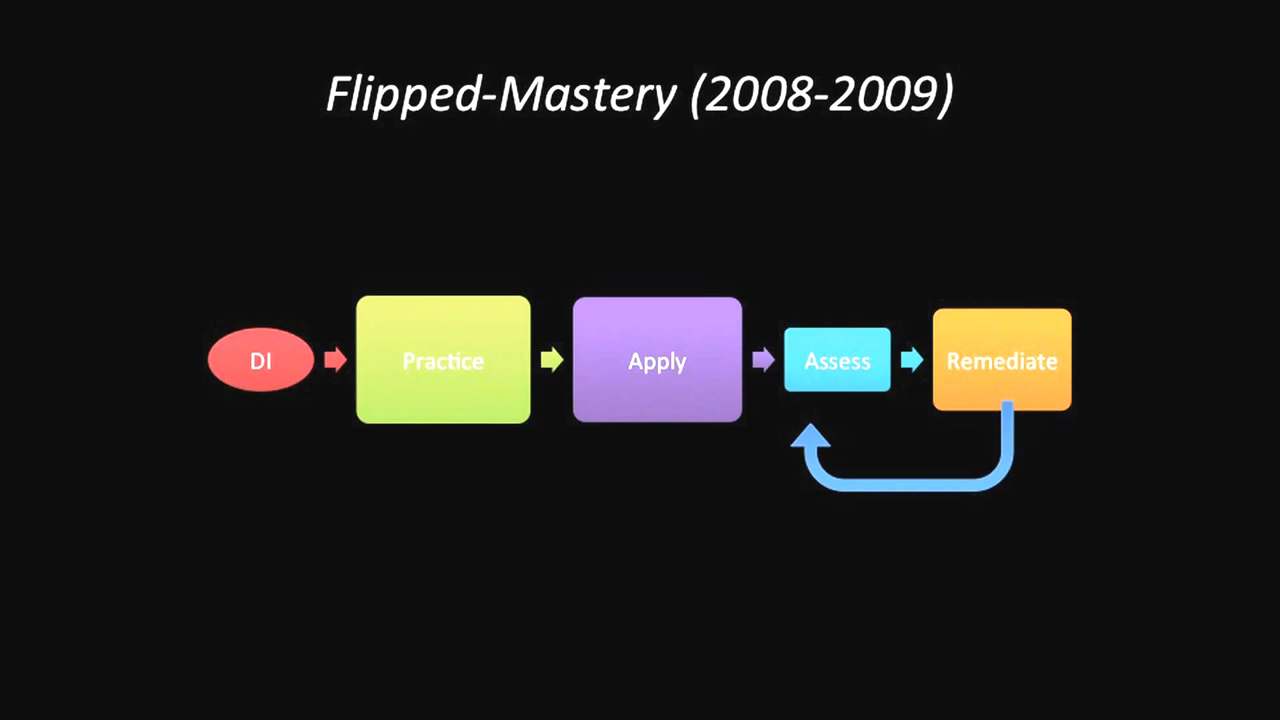 Flipped-Mastery (2008-2009)
DI
Practice
Apply
Assess
Remediate